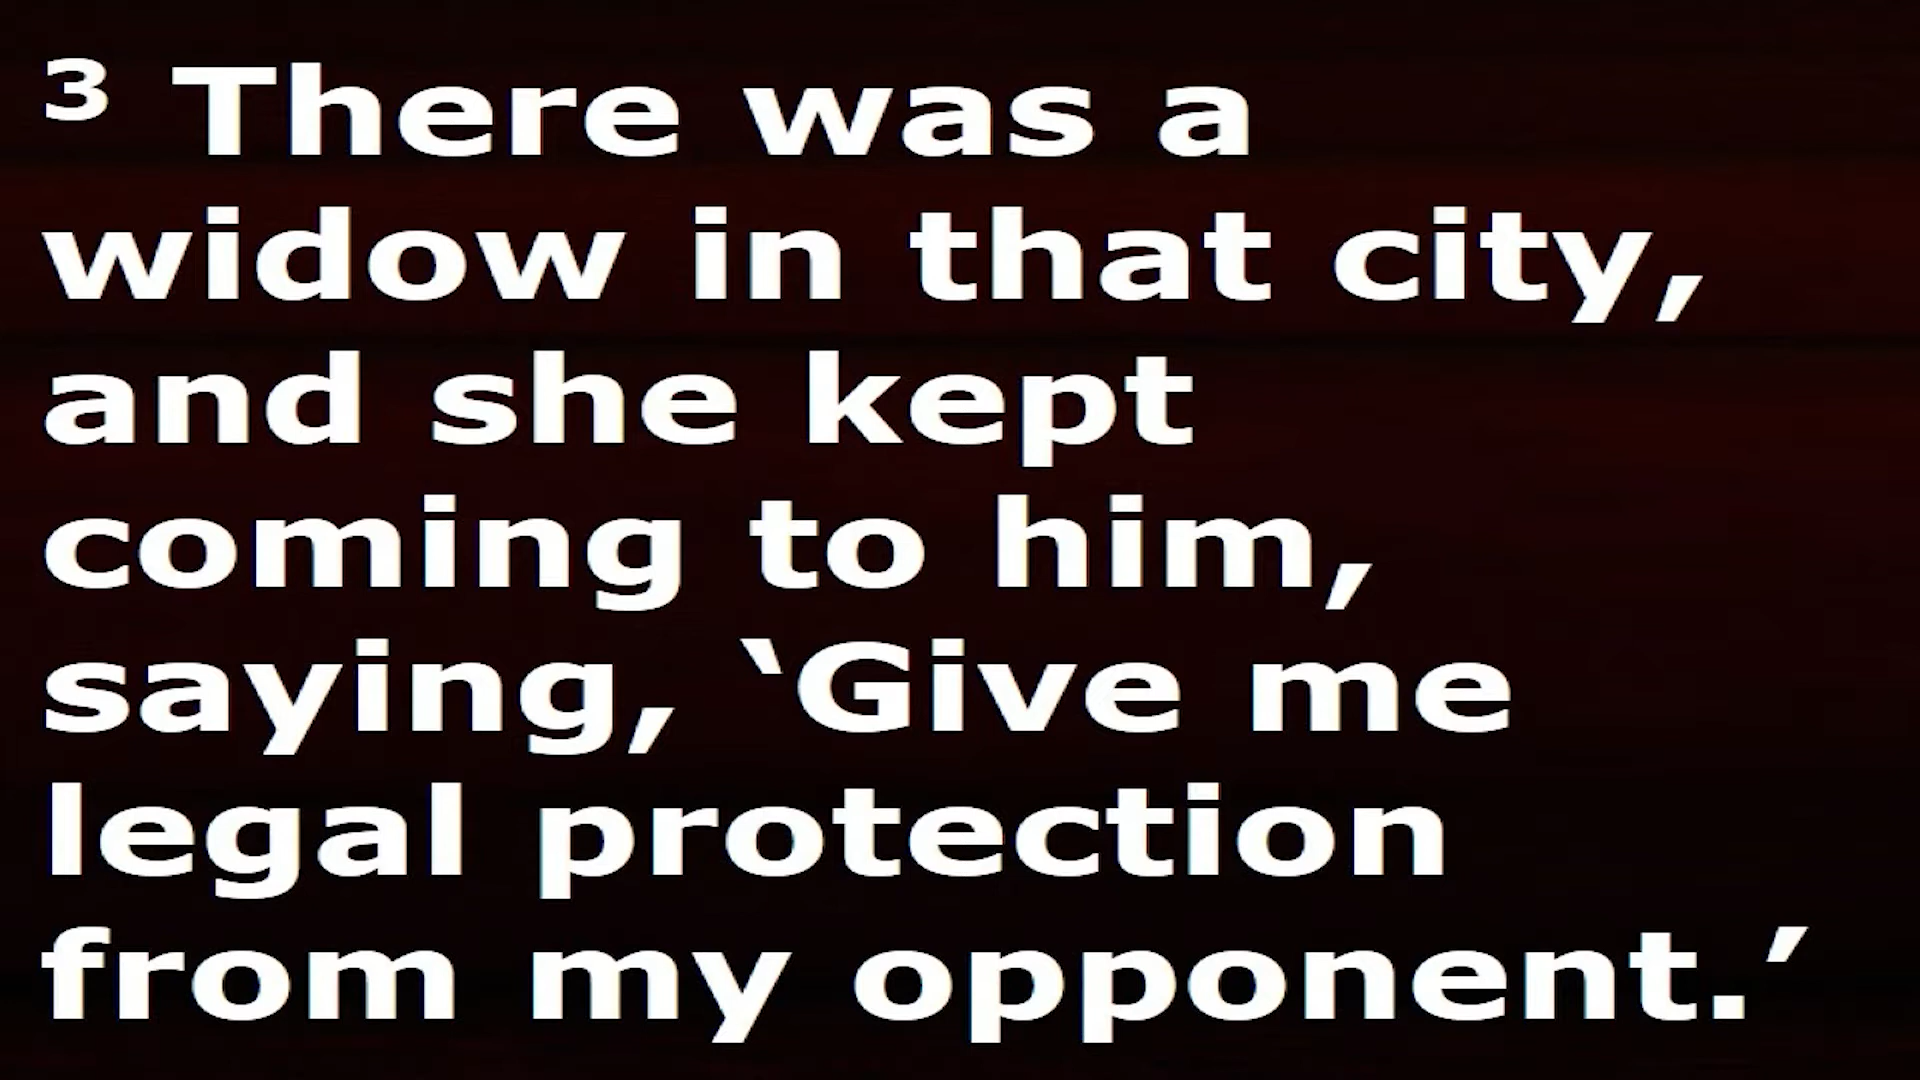 ³ There was a
widow in that city,
and she kept
coming to him,
saying, ‘Give me
legal protection
from my opponent.’